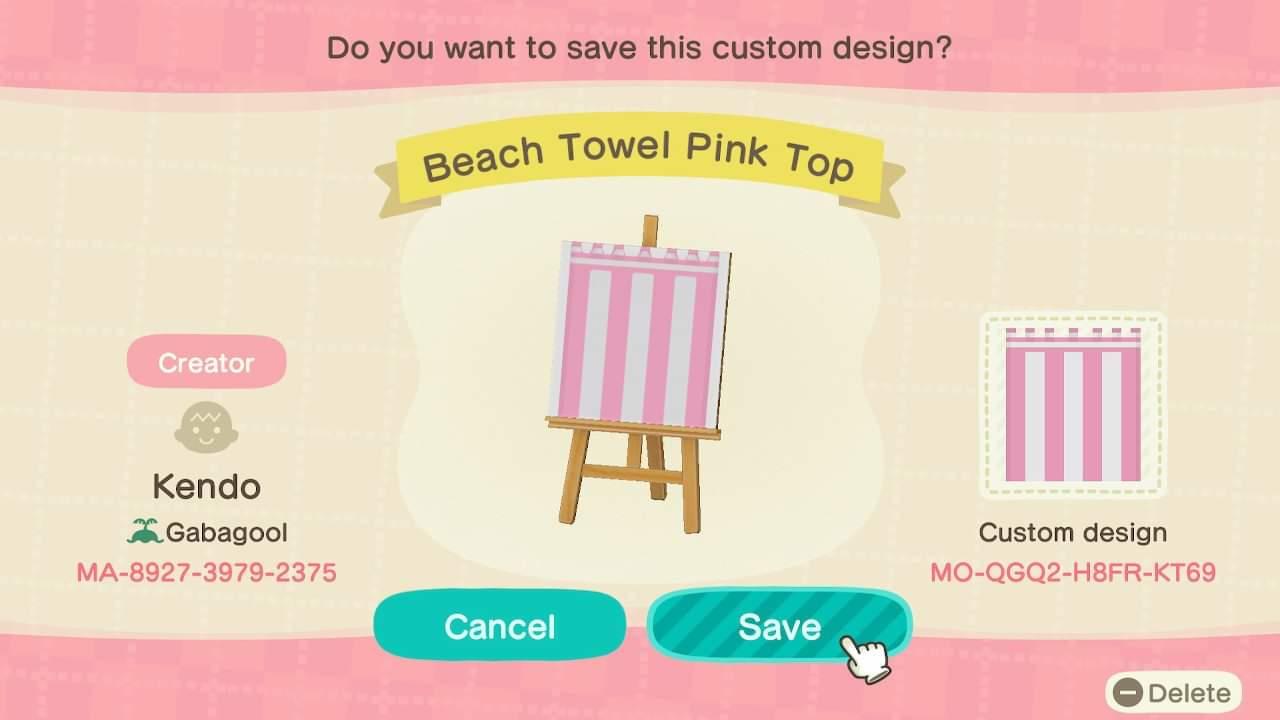 Do you want to save this custom design?
Beach Towel Pink Top
Creator
Kendo
Gabagool
MA-8927-3979-2375
Custom design
MO-QGQ2-H8FR-KT69
Cancel
Save
Delete